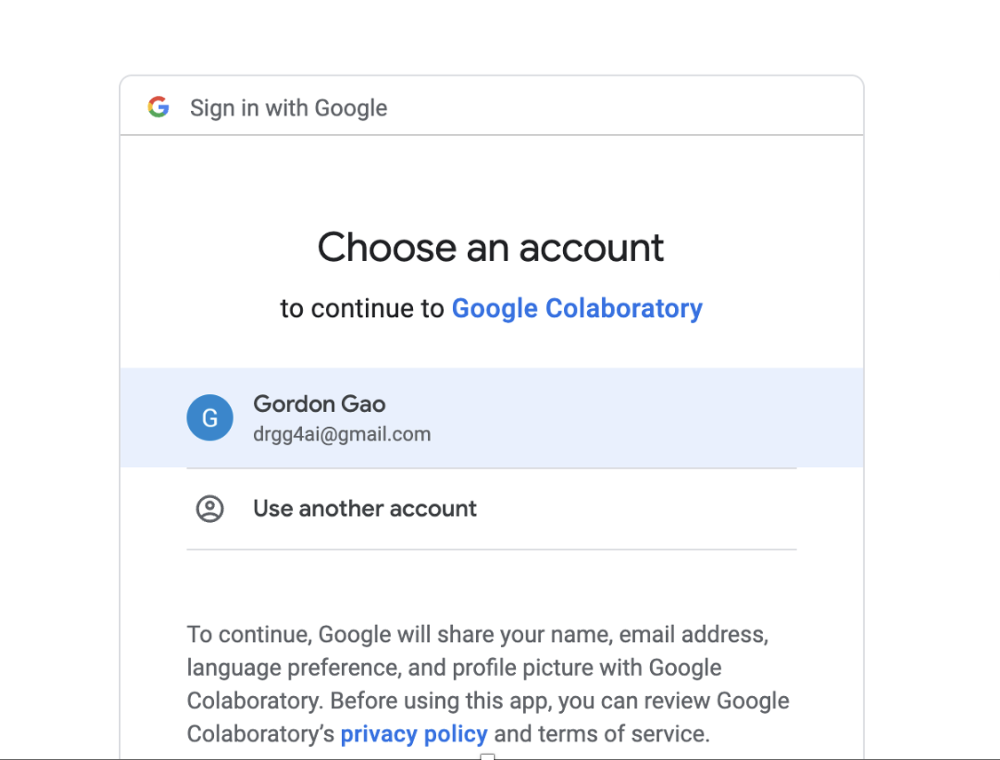 Sign in with Google
Choose an account
to continue to Google Colaboratory
G
Gordon Gao
drgg4ai@gmail.com
Use another account
To continue, Google will share your name, email address,
language preference, and profile picture with Google
Colaboratory. Before using this app, you can review Google
Colaboratory’s privacy policy and terms of service.